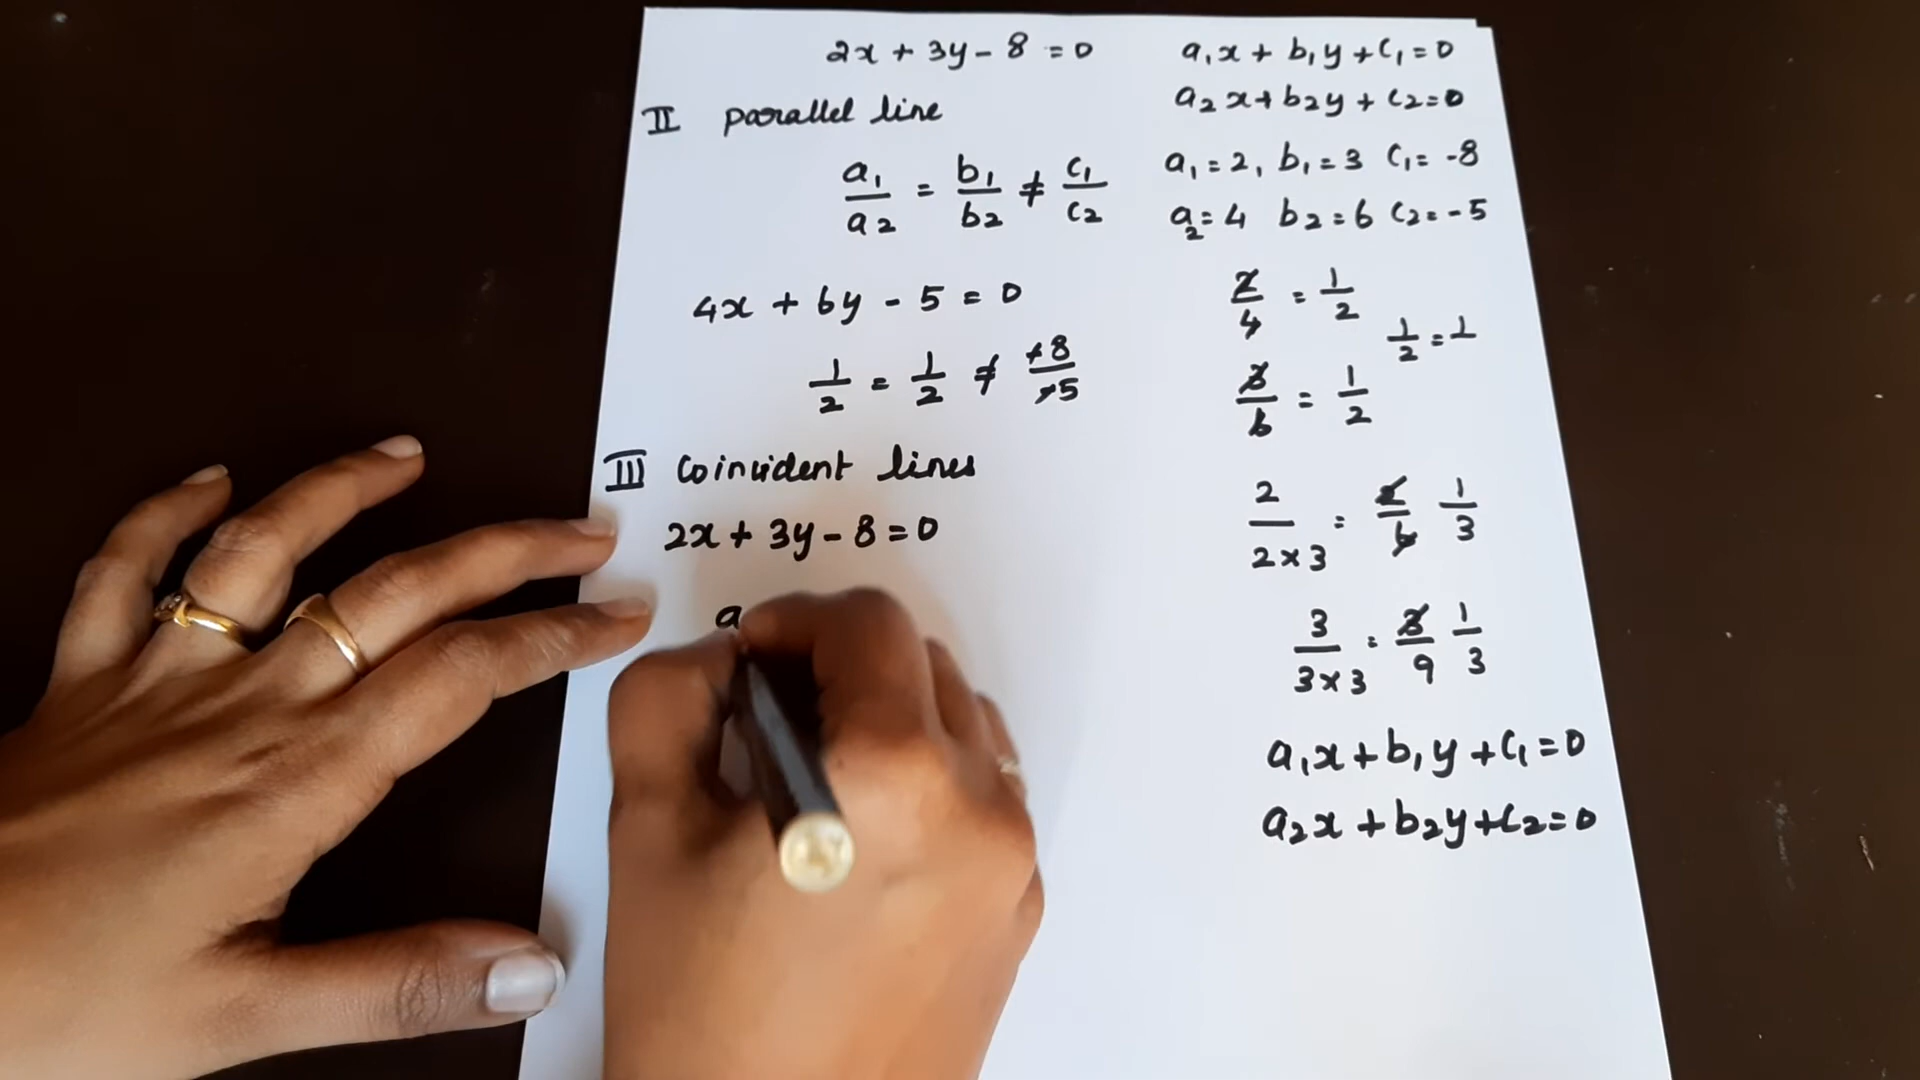 2x + 3y - 8 = 0
II parallel line
a₁/a₂ = b₁/b₂ ≠ c₁/c₂
4x + 6y - 5 = 0
1/2 = 1/2 ≠ +8/+5
III Coincident lines
2x + 3y - 8 = 0
a
a₁x + b₁y + c₁ = 0
a₂x + b₂y + c₂ = 0
a₁ = 2, b₁ = 3 c₁ = -8
a₂ = 4 b₂ = 6 c₂ = -5
2/4 = 1/2
1/2 = 1
3/6 = 1/2
2/(2×3) = 2/6 1/3
3/(3×3) = 3/9 1/3
a₁x + b₁y + c₁ = 0
a₂x + b₂y + c₂ = 0